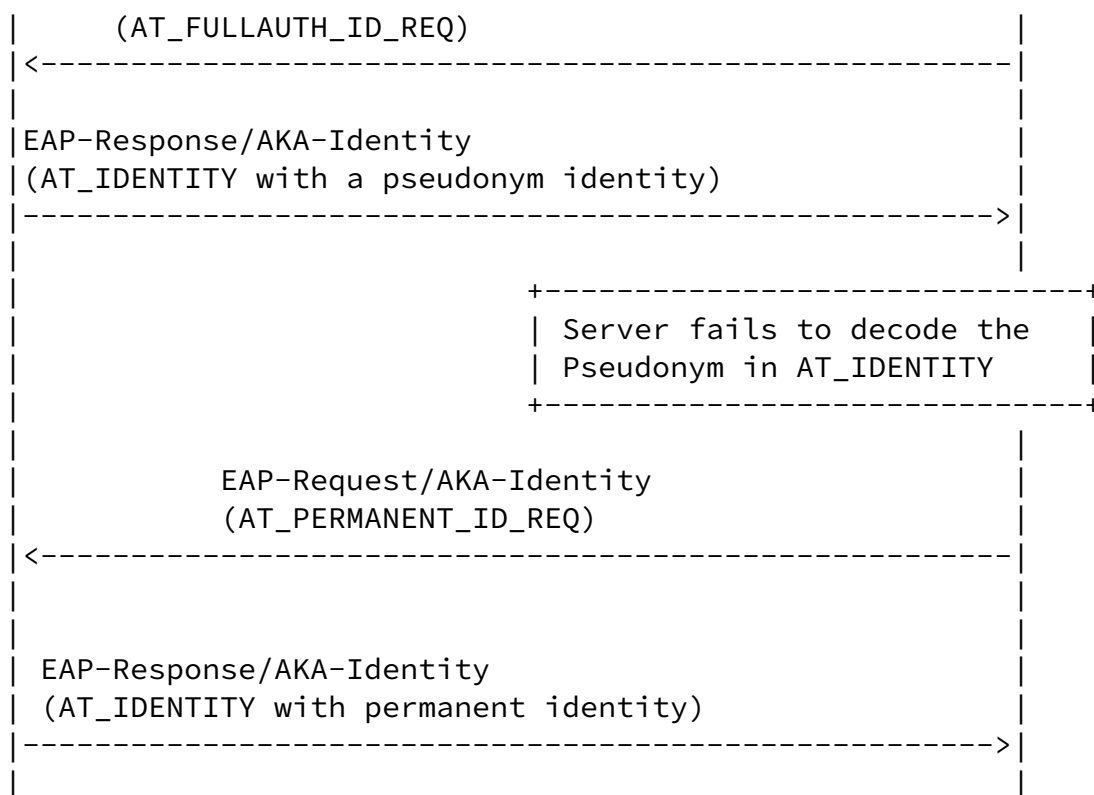 (AT_FULLAUTH_ID_REQ)
EAP-Response/AKA-Identity
(AT_IDENTITY with a pseudonym identity)
Server fails to decode the
Pseudonym in AT_IDENTITY
EAP-Request/AKA-Identity
(AT_PERMANENT_ID_REQ)
EAP-Response/AKA-Identity
(AT_IDENTITY with permanent identity)